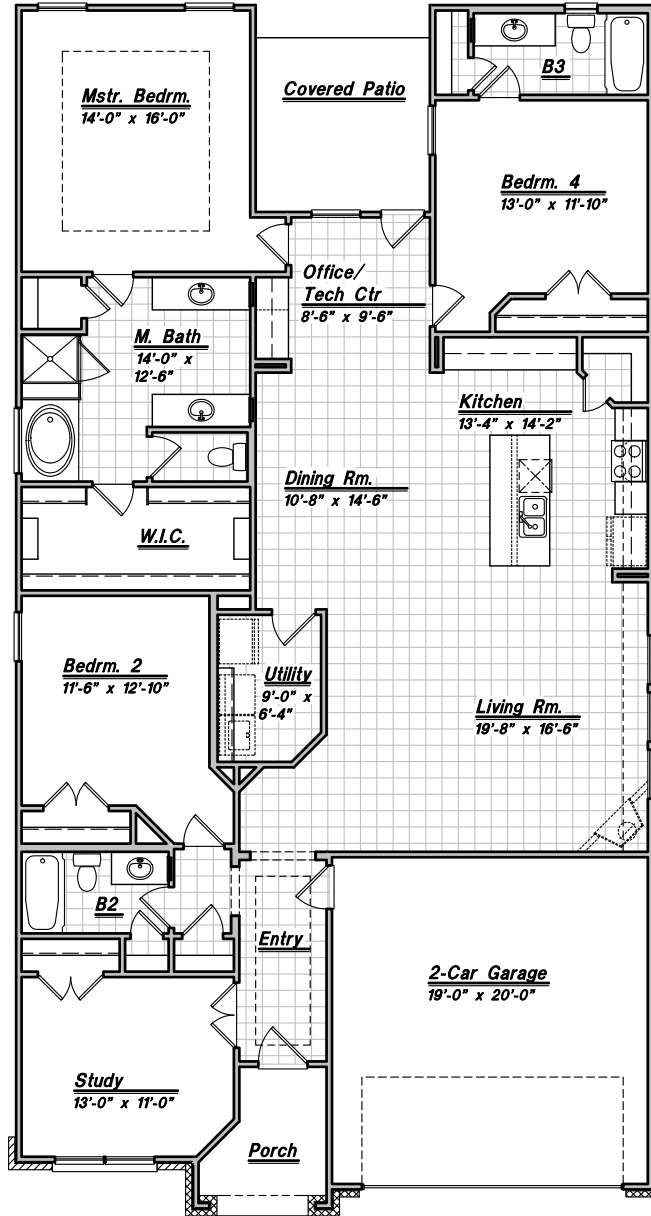 B3
Mstr. Bedrm.
14'-0" x 16'-0"
Covered Patio
Bedrm. 4
13'-0" x 11'-10"
Office/
Tech Ctr
8'-6" x 9'-6"
M. Bath
14'-0" x
12'-6"
Kitchen
13'-4" x 14'-2"
Dining Rm.
10'-8" x 14'-6"
W.I.C.
Bedrm. 2
11'-6" x 12'-10"
Utility
9'-0" x
6'-4"
Living Rm.
19'-8" x 16'-6"
B2
Entry
2-Car Garage
19'-0" x 20'-0"
Study
13'-0" x 11'-0"
Porch